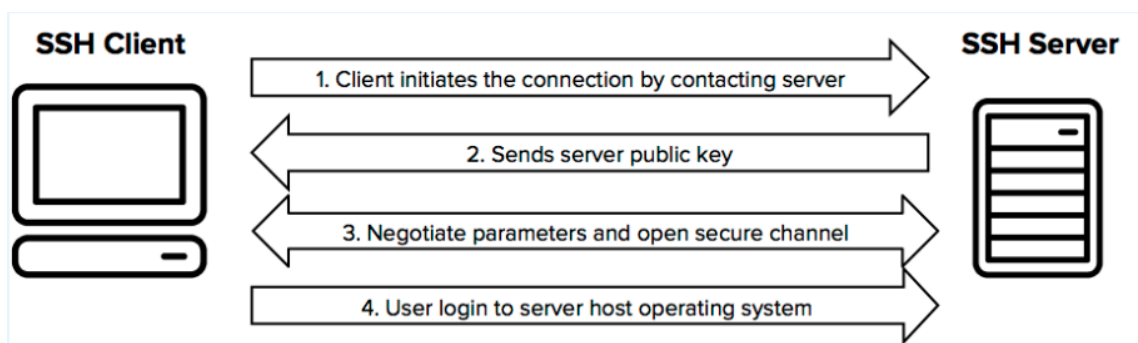 SSH Client
SSH Server
1. Client initiates the connection by contacting server
2. Sends server public key
3. Negotiate parameters and open secure channel
4. User login to server host operating system